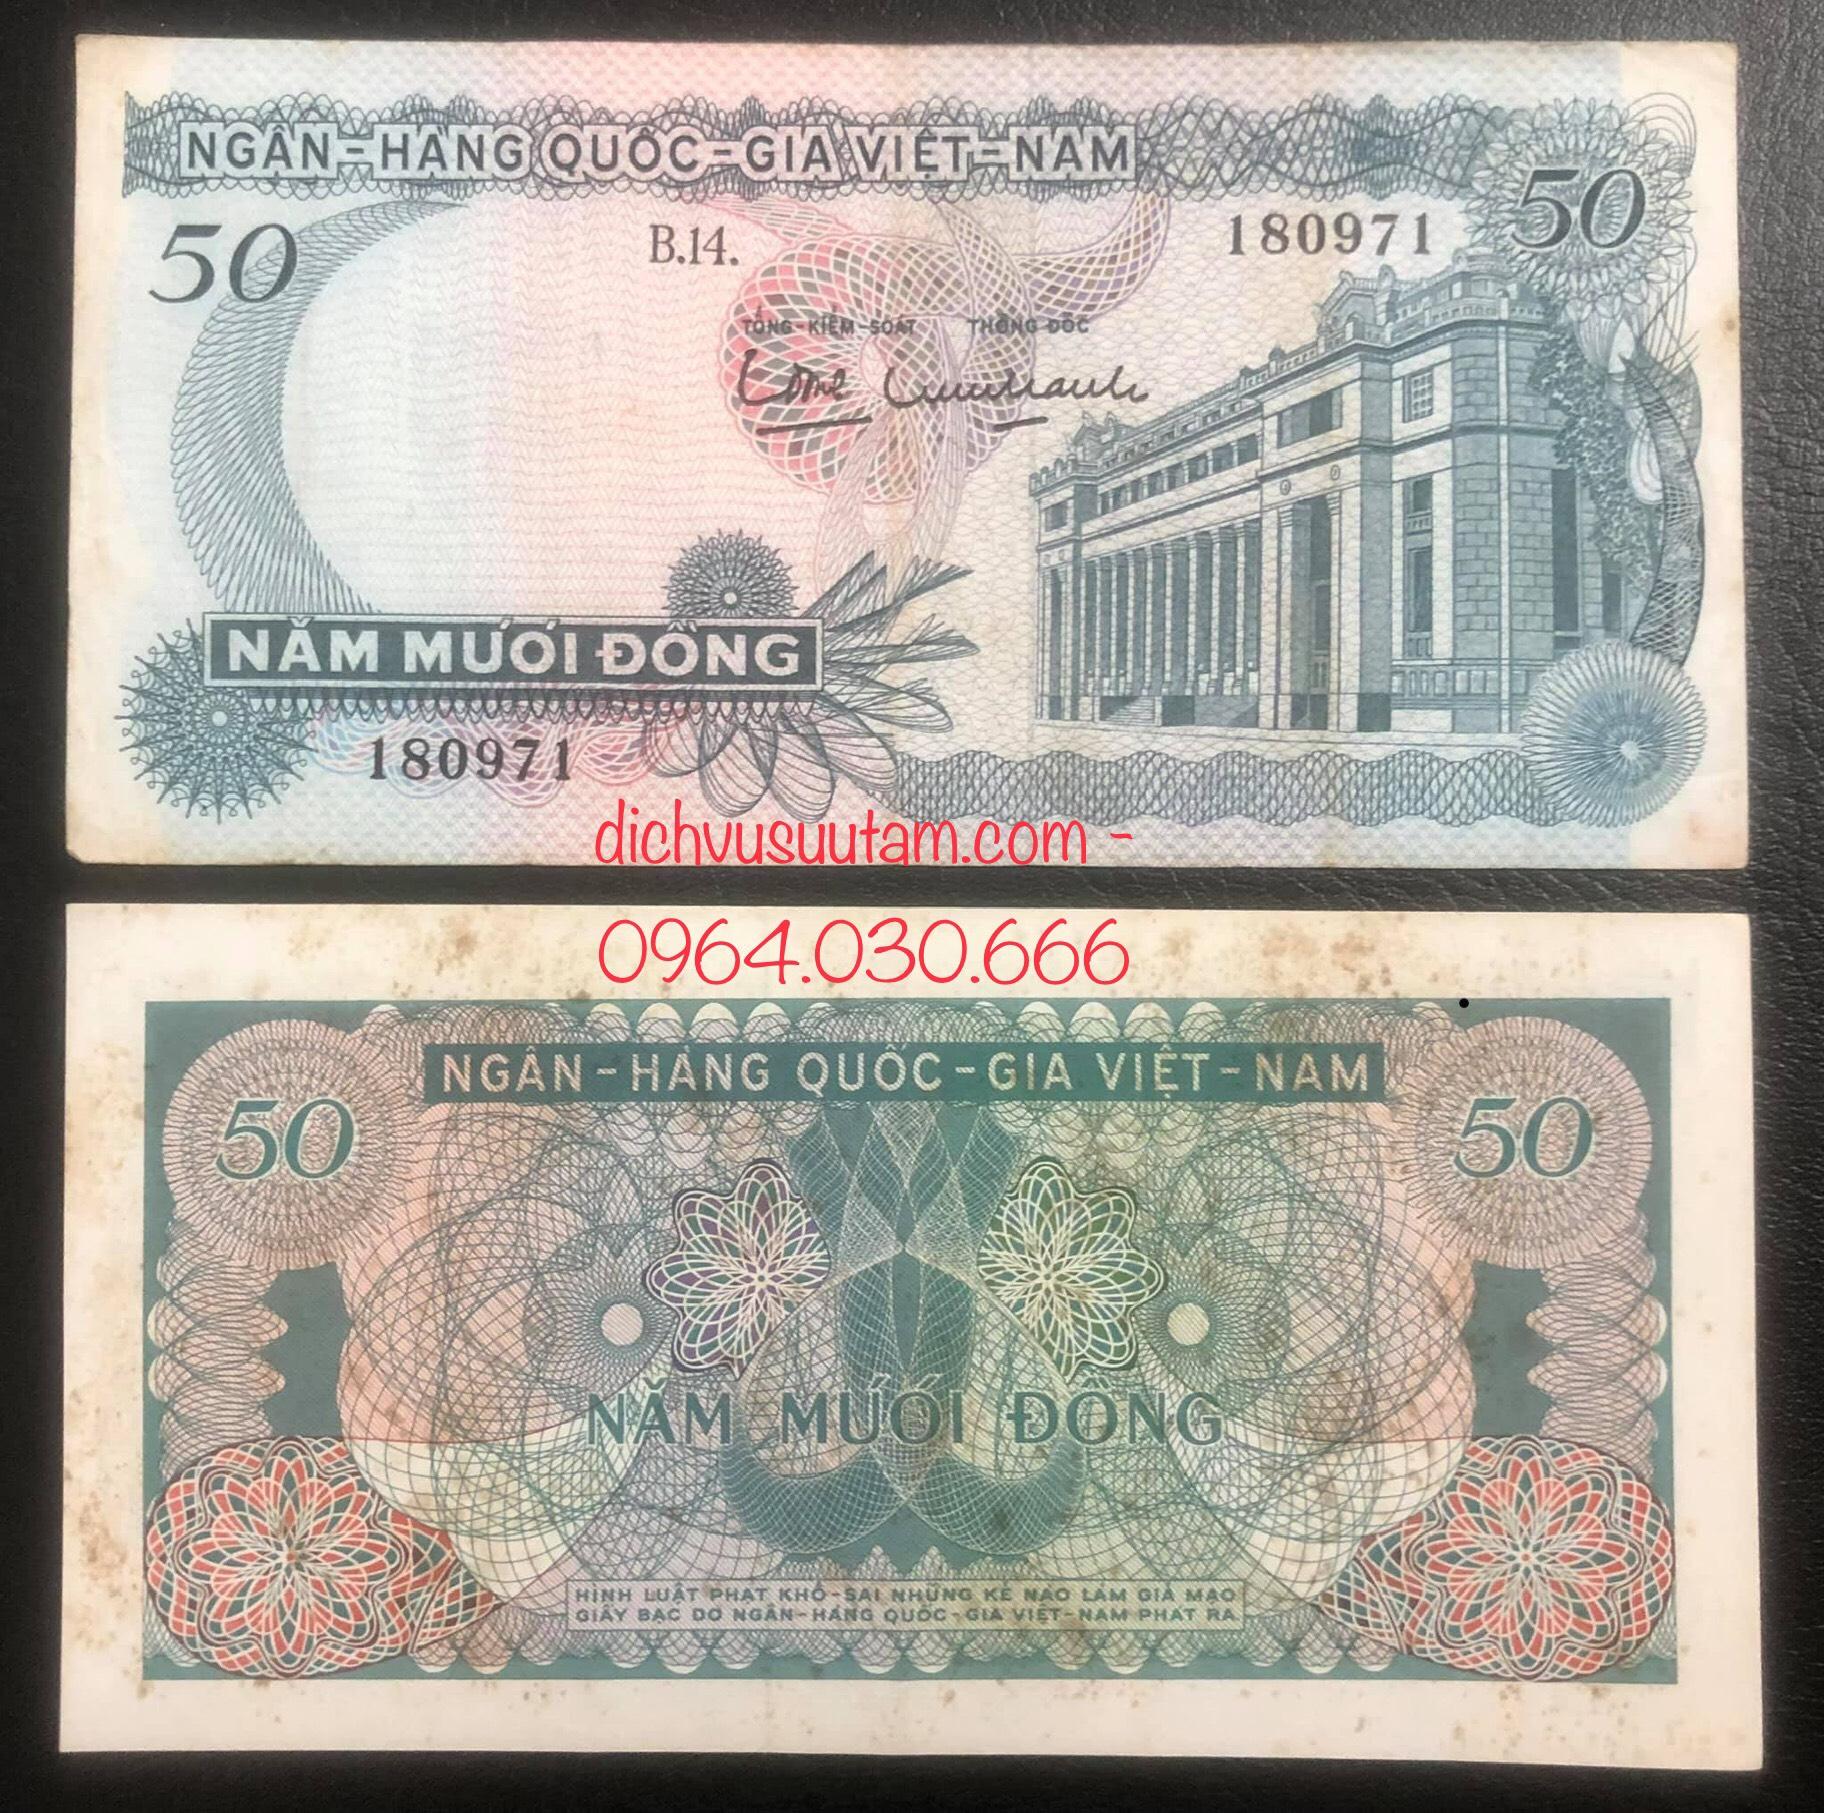 NGÂN-HÀNG QUỐC-GIA VIỆT-NAM
50
B.14.
180971
50
TỔNG-KIỂM-SOÁT
THỐNG ĐỐC
NĂM MƯƠI ĐỒNG
180971
dichvusuutam.com -
0964.030.666
NGÂN-HÀNG QUỐC-GIA VIỆT-NAM
50
50
NĂM MƯƠI ĐỒNG
HÌNH LUẬT PHẠT KHỔ-SAI NHỮNG KẺ NÀO LÀM GIẢ MẠO
GIẤY BẠC DO NGÂN-HÀNG QUỐC-GIA VIỆT-NAM PHÁT RA